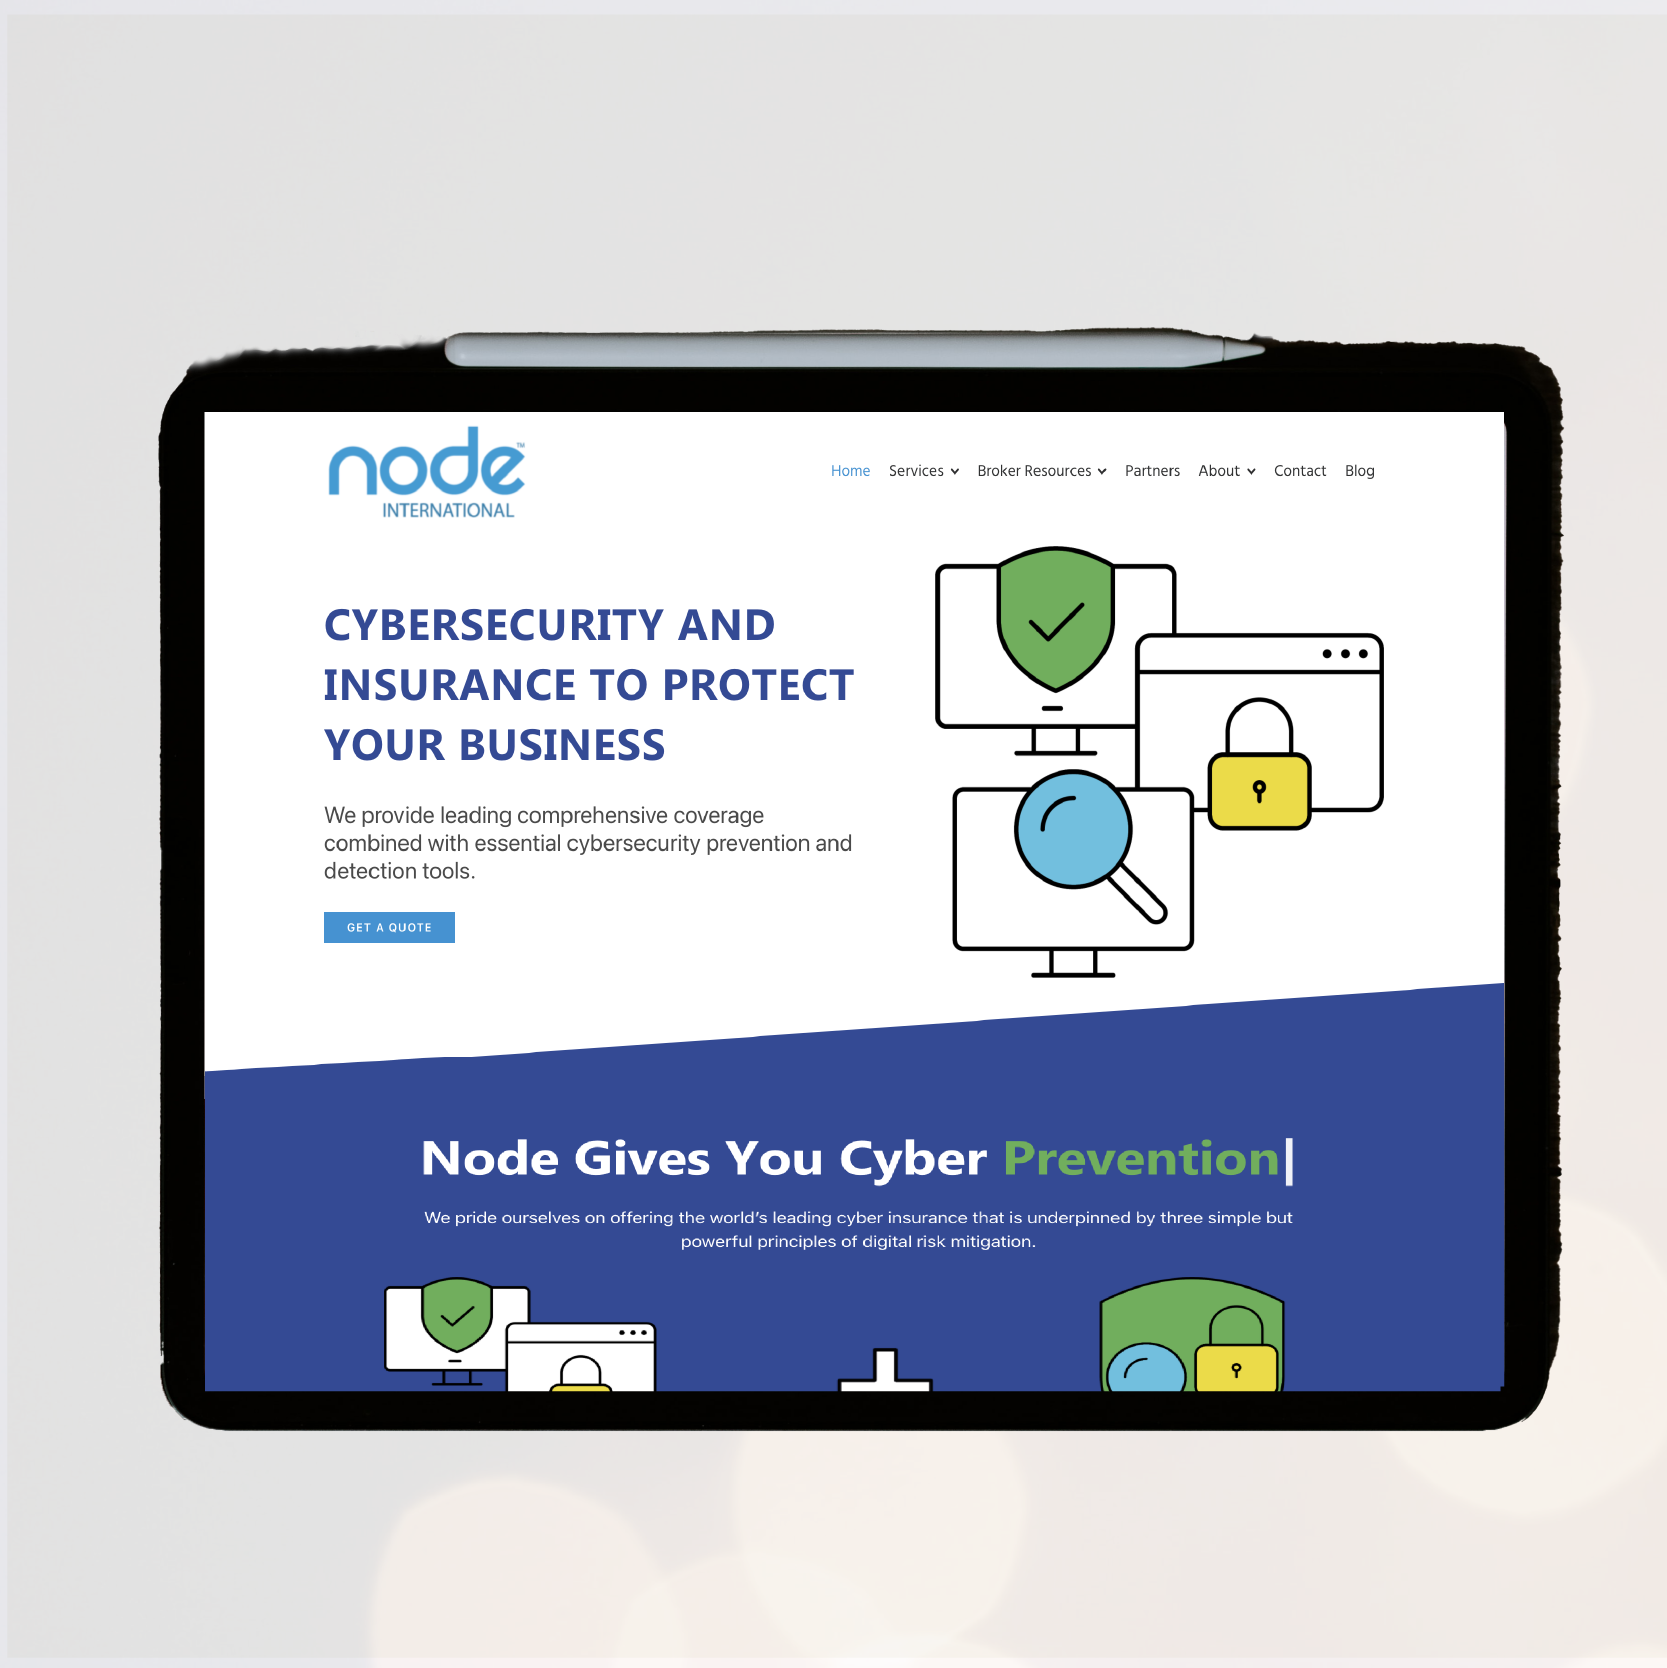 node™
INTERNATIONAL
Home Services Broker Resources Partners About Contact Blog
CYBERSECURITY AND
INSURANCE TO PROTECT
YOUR BUSINESS
We provide leading comprehensive coverage
combined with essential cybersecurity prevention and
detection tools.
GET A QUOTE
Node Gives You Cyber Prevention|
We pride ourselves on offering the world's leading cyber insurance that is underpinned by three simple but
powerful principles of digital risk mitigation.